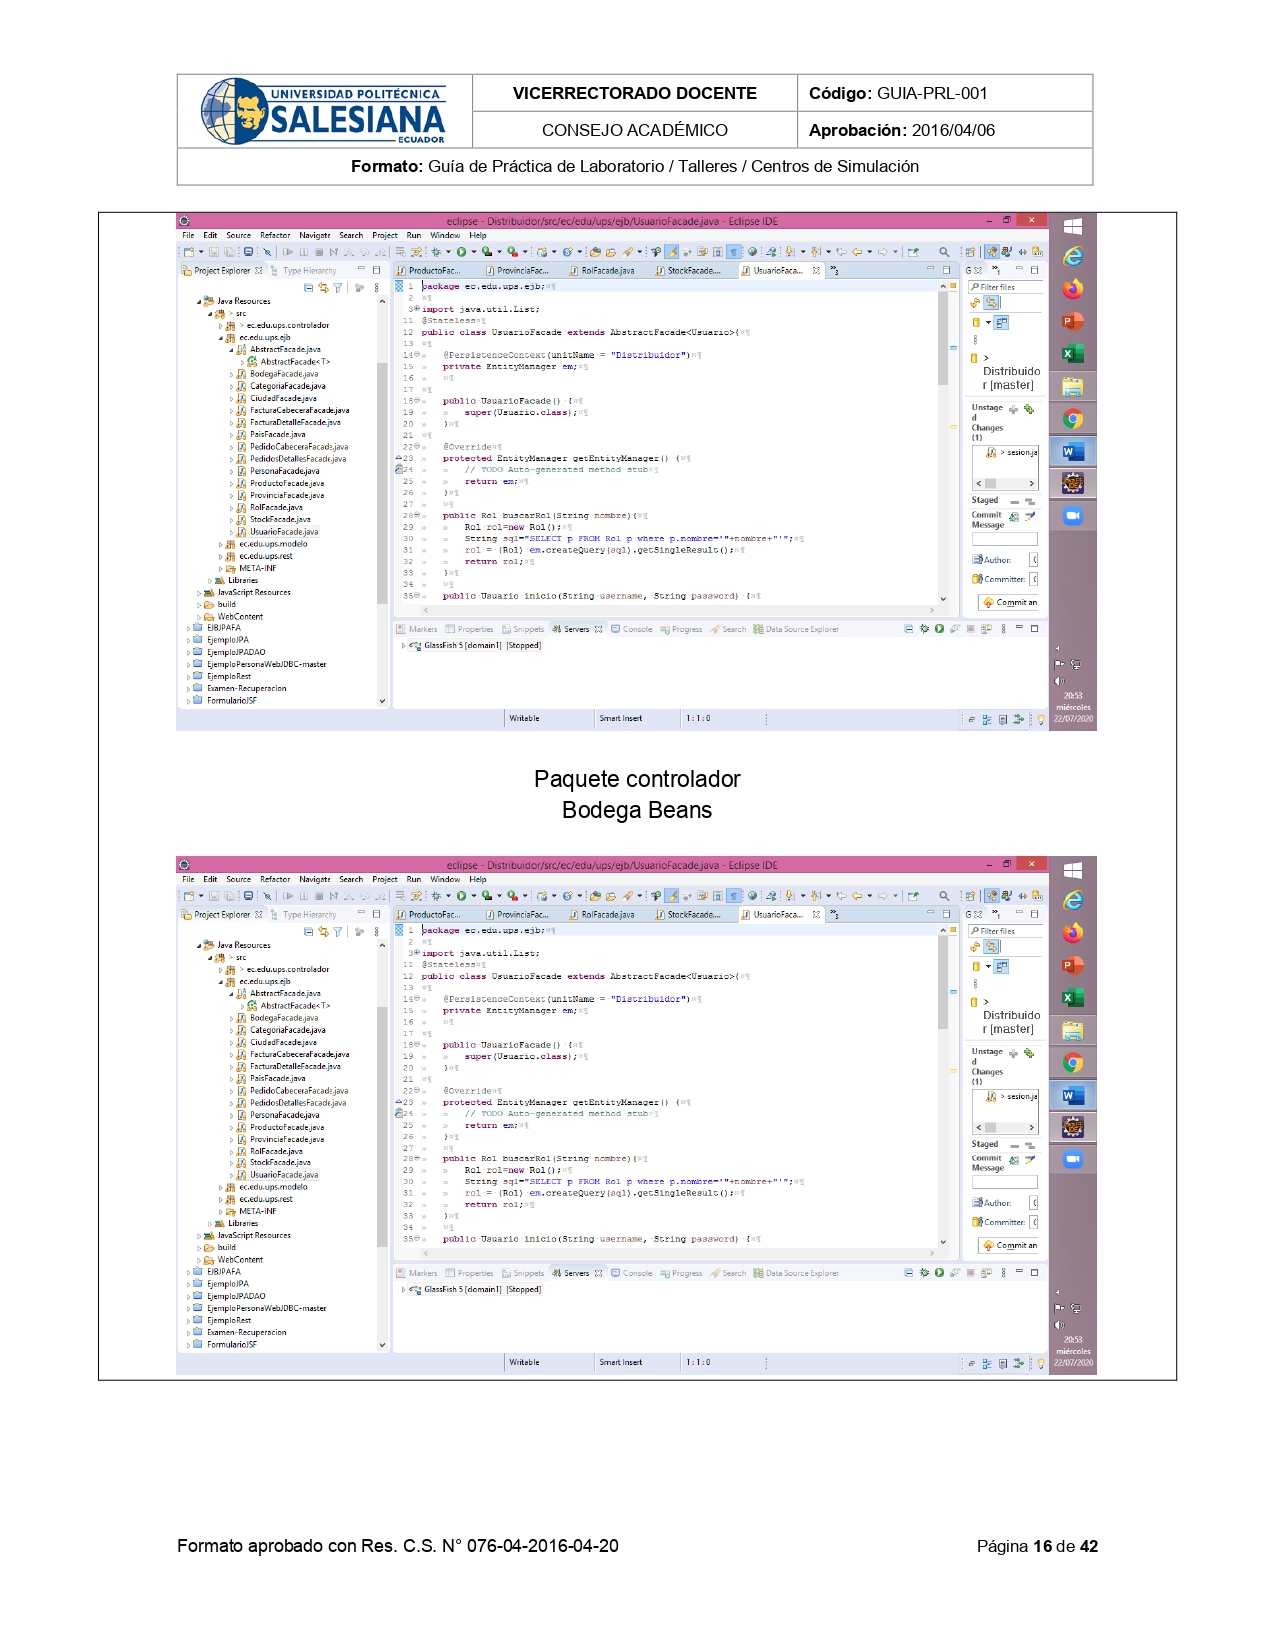 UNIVERSIDAD POLITÉCNICA
SALESIANA
ECUADOR
VICERRECTORADO DOCENTE
Código: GUIA-PRL-001
CONSEJO ACADÉMICO
Aprobación: 2016/04/06
Formato: Guía de Práctica de Laboratorio / Talleres / Centros de Simulación
eclipse - Distribuidor/src/ec/edu/ups/ejb/UsuarioFacade.java - Eclipse IDE
File Edit Source Refactor Navigate Search Project Run Window Help
Project Explorer Type Hierarchy
Java Resources
> src
> ec.edu.ups.controlador
ec.edu.ups.ejb
AbstractFacade.java
AbstractFacade<T>
BodegaFacade.java
CategoriaFacade.java
CiudadFacade.java
FacturaCabeceraFacade.java
FacturaDetalleFacade.java
PaisFacade.java
PedidoCabeceraFacade.java
PedidosDetallesFacade.java
PersonaFacade.java
ProductoFacade.java
ProvinciaFacade.java
RolFacade.java
StockFacade.java
UsuarioFacade.java
ec.edu.ups.modelo
ec.edu.ups.rest
META-INF
Libraries
JavaScript Resources
build
WebContent
EJBJPAFA
EjemploJPA
EjemploJPADAO
EjemploPersonaWebJDBC-master
EjemploRest
Examen-Recuperacion
FormularioJSF
ProductoFac... ProvinciaFac... RolFacade.java StockFacade.... UsuarioFaca... »3
1 package ec.edu.ups.ejb;¤¶
2 ¤¶
3 import java.util.List;
11 @Stateless¤¶
12 public class UsuarioFacade extends AbstractFacade<Usuario>{¤¶
13 ¤¶
14 » @PersistenceContext(unitName = "Distribuidor")¤¶
15 » private EntityManager em;¤¶
16 » ¤¶
17 ¤¶
18 » public UsuarioFacade() {¤¶
19 » » super(Usuario.class);¤¶
20 » }¤¶
21 ¤¶
22 » @Override¤¶
23 » protected EntityManager getEntityManager() {¤¶
24 » » // TODO Auto-generated method stub¤¶
25 » » return em;¤¶
26 » }¤¶
27 » ¤¶
28 » public Rol buscarRol(String nombre){¤¶
29 » » Rol rol=new Rol();¤¶
30 » » String sql="SELECT p FROM Rol p where p.nombre='"+nombre+"'";¤¶
31 » » rol = (Rol) em.createQuery(sql).getSingleResult();¤¶
32 » » return rol;¤¶
33 » }¤¶
34 » ¤¶
35 » public Usuario inicio(String username, String password) {¤¶
Markers Properties Snippets Servers Console Progress Search Data Source Explorer
GlassFish 5 [domain1] [Stopped]
Writable Smart Insert 1:1:0
G »1
Filter files
>
Distribuido
r [master]
Unstage
d
Changes
(1)
> sesion.ja
Staged
Commit
Message
Author:
Committer:
Commit an
20:53
miércoles
22/07/2020
Paquete controlador
Bodega Beans
eclipse - Distribuidor/src/ec/edu/ups/ejb/UsuarioFacade.java - Eclipse IDE
File Edit Source Refactor Navigate Search Project Run Window Help
Project Explorer Type Hierarchy
Java Resources
> src
> ec.edu.ups.controlador
ec.edu.ups.ejb
AbstractFacade.java
AbstractFacade<T>
BodegaFacade.java
CategoriaFacade.java
CiudadFacade.java
FacturaCabeceraFacade.java
FacturaDetalleFacade.java
PaisFacade.java
PedidoCabeceraFacade.java
PedidosDetallesFacade.java
PersonaFacade.java
ProductoFacade.java
ProvinciaFacade.java
RolFacade.java
StockFacade.java
UsuarioFacade.java
ec.edu.ups.modelo
ec.edu.ups.rest
META-INF
Libraries
JavaScript Resources
build
WebContent
EJBJPAFA
EjemploJPA
EjemploJPADAO
EjemploPersonaWebJDBC-master
EjemploRest
Examen-Recuperacion
FormularioJSF
ProductoFac... ProvinciaFac... RolFacade.java StockFacade.... UsuarioFaca... »3
1 package ec.edu.ups.ejb;¤¶
2 ¤¶
3 import java.util.List;
11 @Stateless¤¶
12 public class UsuarioFacade extends AbstractFacade<Usuario>{¤¶
13 ¤¶
14 » @PersistenceContext(unitName = "Distribuidor")¤¶
15 » private EntityManager em;¤¶
16 » ¤¶
17 ¤¶
18 » public UsuarioFacade() {¤¶
19 » » super(Usuario.class);¤¶
20 » }¤¶
21 ¤¶
22 » @Override¤¶
23 » protected EntityManager getEntityManager() {¤¶
24 » » // TODO Auto-generated method stub¤¶
25 » » return em;¤¶
26 » }¤¶
27 » ¤¶
28 » public Rol buscarRol(String nombre){¤¶
29 » » Rol rol=new Rol();¤¶
30 » » String sql="SELECT p FROM Rol p where p.nombre='"+nombre+"'";¤¶
31 » » rol = (Rol) em.createQuery(sql).getSingleResult();¤¶
32 » » return rol;¤¶
33 » }¤¶
34 » ¤¶
35 » public Usuario inicio(String username, String password) {¤¶
Markers Properties Snippets Servers Console Progress Search Data Source Explorer
GlassFish 5 [domain1] [Stopped]
Writable Smart Insert 1:1:0
G »1
Filter files
>
Distribuido
r [master]
Unstage
d
Changes
(1)
> sesion.ja
Staged
Commit
Message
Author:
Committer:
Commit an
20:53
miércoles
22/07/2020
Formato aprobado con Res. C.S. N° 076-04-2016-04-20
Página 16 de 42